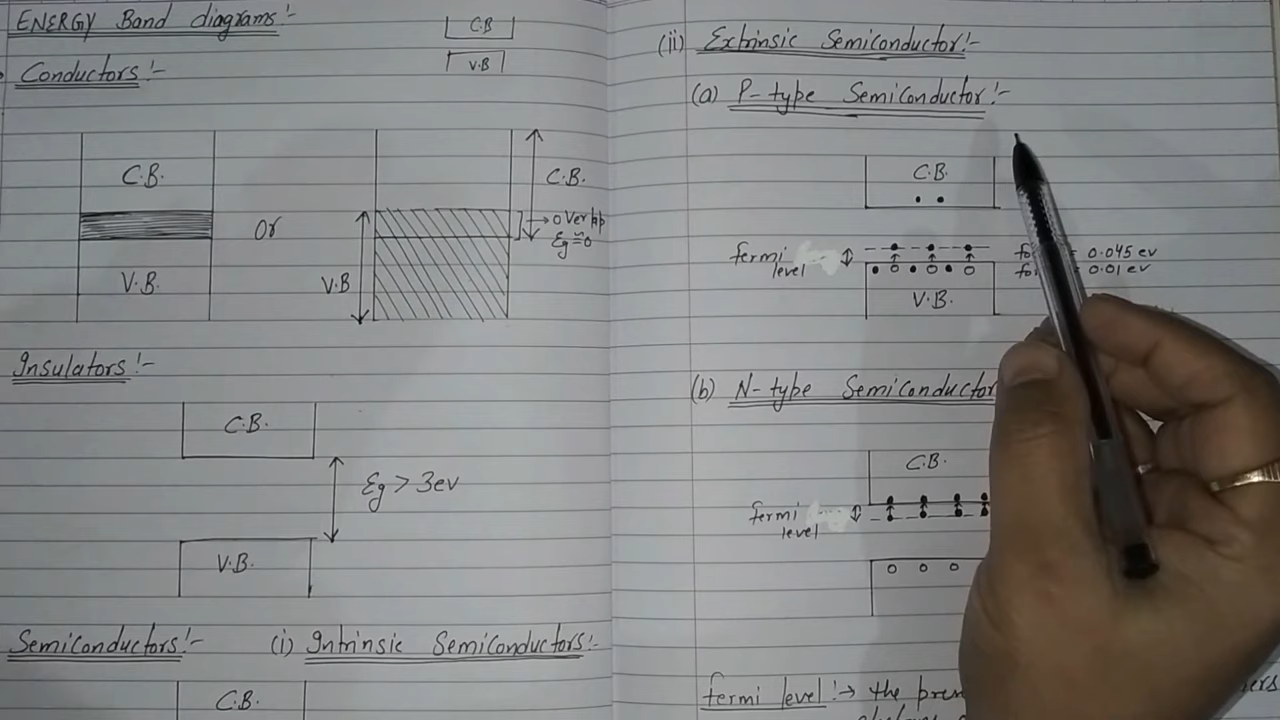 ENERGY Band diagrams:-
C.B
V.B
Conductors:-
C.B.
V.B.
Or
V.B
C.B.
overlap
Eg ≈ 0
Insulators:-
C.B.
Eg > 3ev
V.B.
Semiconductors:- (i) Intrinsic Semiconductors:-
C.B.
(ii) Extrinsic Semiconductor:-
(a) P-type Semiconductor:-
C.B.
fermi
level
0.045 ev
0.01 ev
V.B.
(b) N-type Semiconductor
C.B.
fermi
level
fermi level :→ the